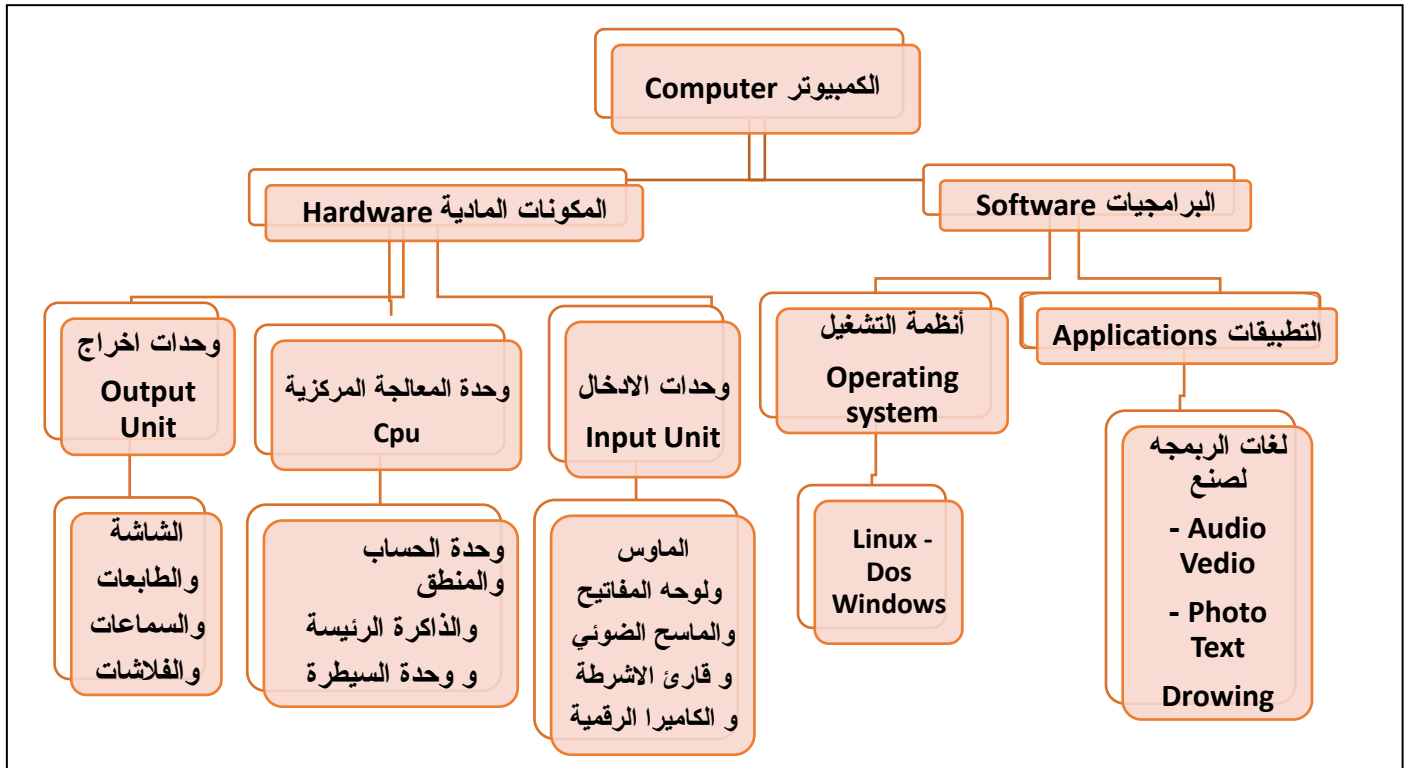 الكمبيوتر Computer
المكونات المادية Hardware
البرامجيات Software
وحدات اخراج
Output
Unit
وحدة المعالجة المركزية
Cpu
وحدات الادخال
Input Unit
أنظمة التشغيل
Operating
system
التطبيقات Applications
الشاشة
والطابعات
والسماعات
والفلاشات
وحدة الحساب
والمنطق
والذاكرة الرئيسة
و وحدة السيطرة
الماوس
ولوحه المفاتيح
والماسح الضوئي
و قارئ الاشرطة
و الكاميرا الرقمية
Linux -
Dos
Windows
لغات الربمجه
لصنع
- Audio
Vedio
- Photo
Text
Drowing